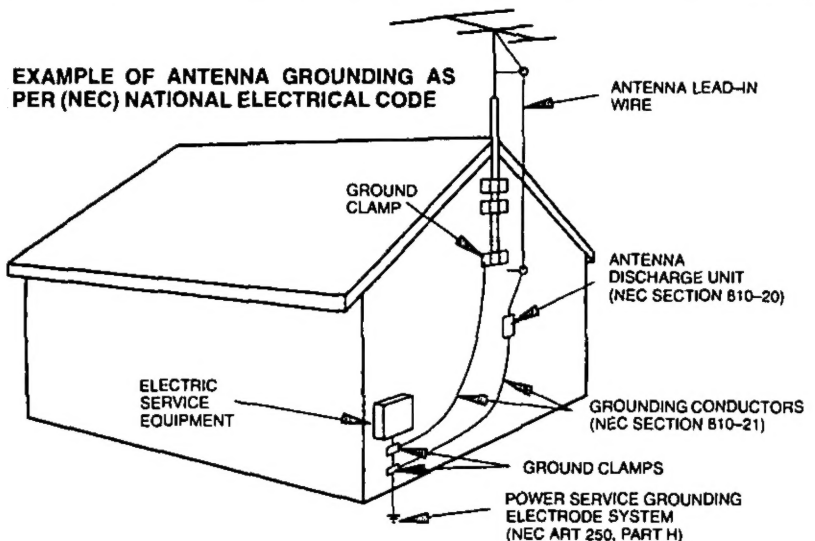 EXAMPLE OF ANTENNA GROUNDING AS
PER (NEC) NATIONAL ELECTRICAL CODE
ANTENNA LEAD-IN
WIRE
GROUND
CLAMP
ANTENNA
DISCHARGE UNIT
(NEC SECTION 810-20)
ELECTRIC
SERVICE
EQUIPMENT
GROUNDING CONDUCTORS
(NEC SECTION 810-21)
GROUND CLAMPS
POWER SERVICE GROUNDING
ELECTRODE SYSTEM
(NEC ART 250, PART H)